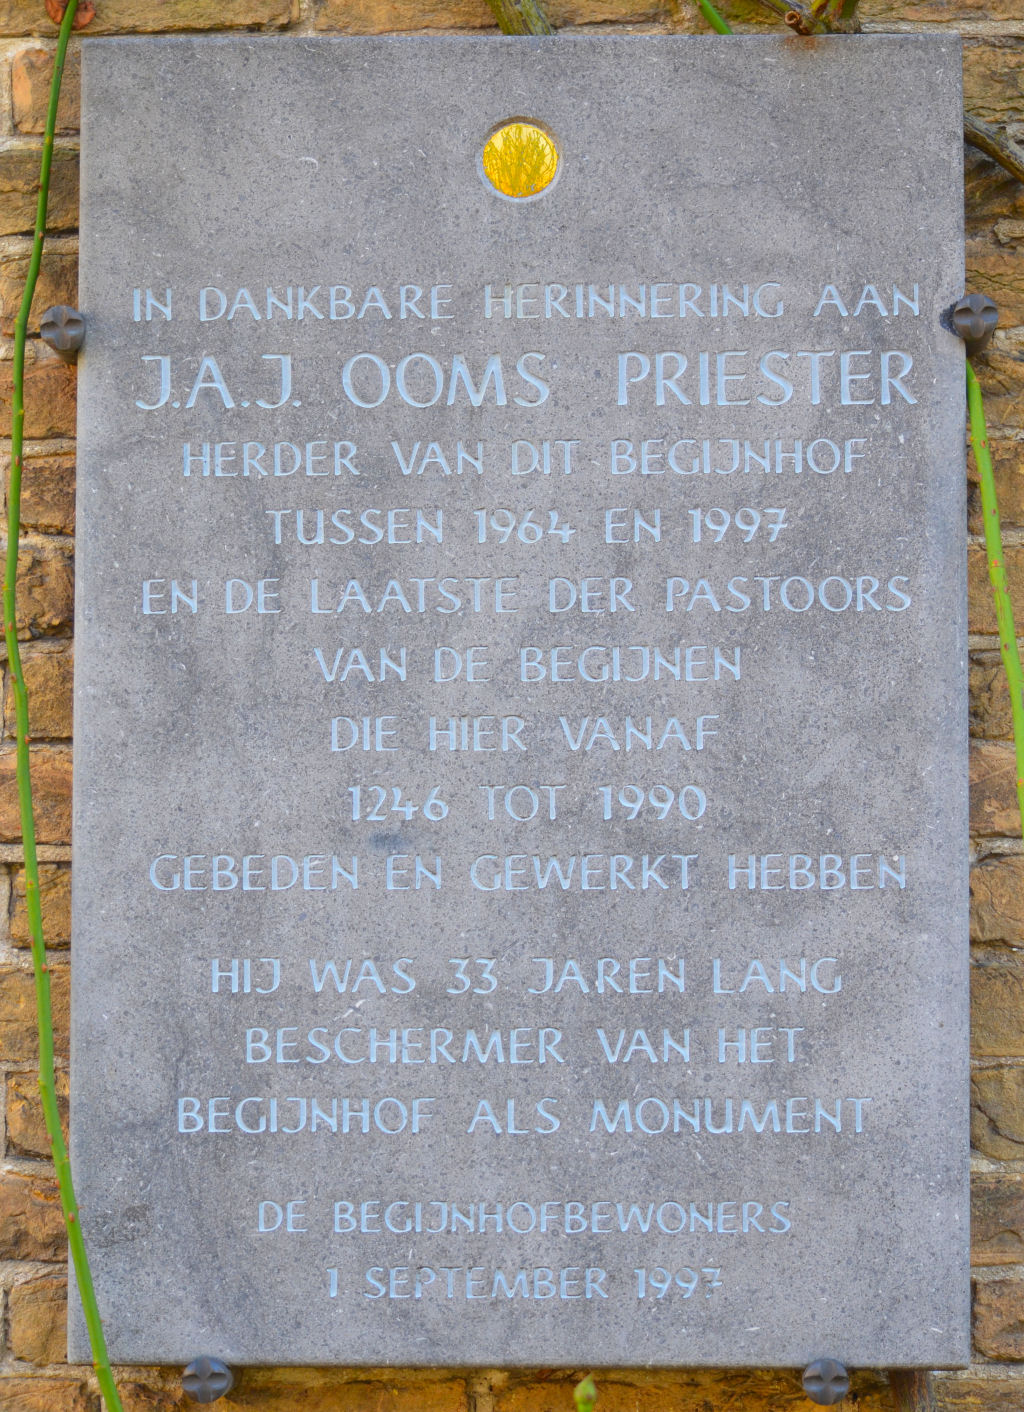 IN DANKBARE HERINNERING AAN
J.A.J. OOMS PRIESTER
HERDER VAN DIT BEGIJNHOF
TUSSEN 1964 EN 1997
EN DE LAATSTE DER PASTOORS
VAN DE BEGIJNEN
DIE HIER VANAF
1246 TOT 1990
GEBEDEN EN GEWERKT HEBBEN
HIJ WAS 33 JAREN LANG
BESCHERMER VAN HET
BEGIJNHOF ALS MONUMENT
DE BEGIJNHOFBEWONERS
1 SEPTEMBER 1997